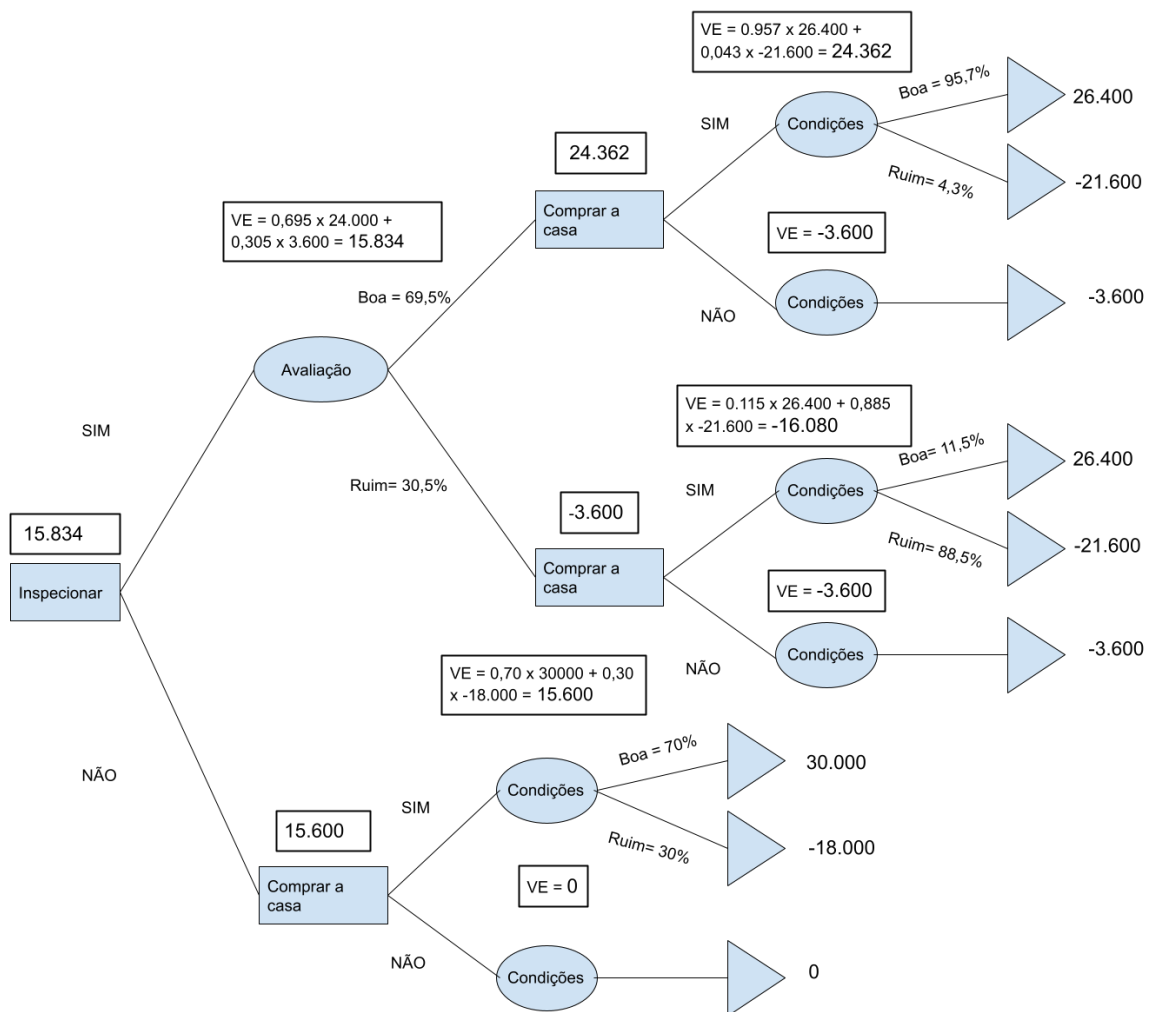 VE = 0.957 x 26.400 +
0,043 x -21.600 = 24.362
Boa = 95,7%
26.400
SIM
Condições
24.362
Ruim= 4,3%
-21.600
Comprar a
casa
VE = 0,695 x 24.000 +
0,305 x 3.600 = 15.834
VE = -3.600
Boa = 69,5%
NÃO
Condições
-3.600
Avaliação
VE = 0.115 x 26.400 + 0,885
x -21.600 = -16.080
SIM
Boa= 11,5%
26.400
Ruim= 30,5%
SIM
Condições
-3.600
15.834
Ruim= 88,5%
-21.600
Comprar a
casa
Inspecionar
VE = -3.600
NÃO
Condições
-3.600
VE = 0,70 x 30000 + 0,30
x -18.000 = 15.600
Boa = 70%
30.000
NÃO
SIM
Condições
15.600
Ruim= 30%
-18.000
Comprar a
casa
VE = 0
NÃO
Condições
0